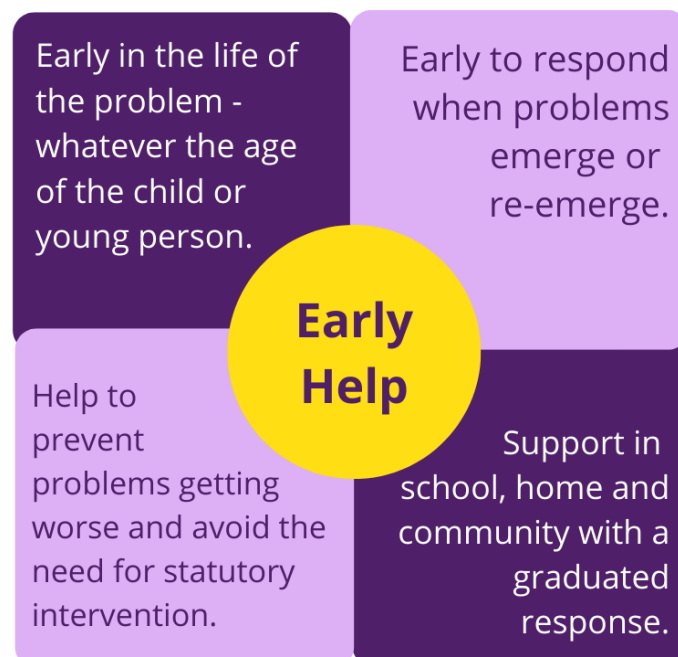 Early in the life of
the problem -
whatever the age
of the child or
young person.
Early to respond
when problems
emerge or
re-emerge.
Early
Help
Help to
prevent
problems getting
worse and avoid the
need for statutory
intervention.
Support in
school, home and
community with a
graduated
response.